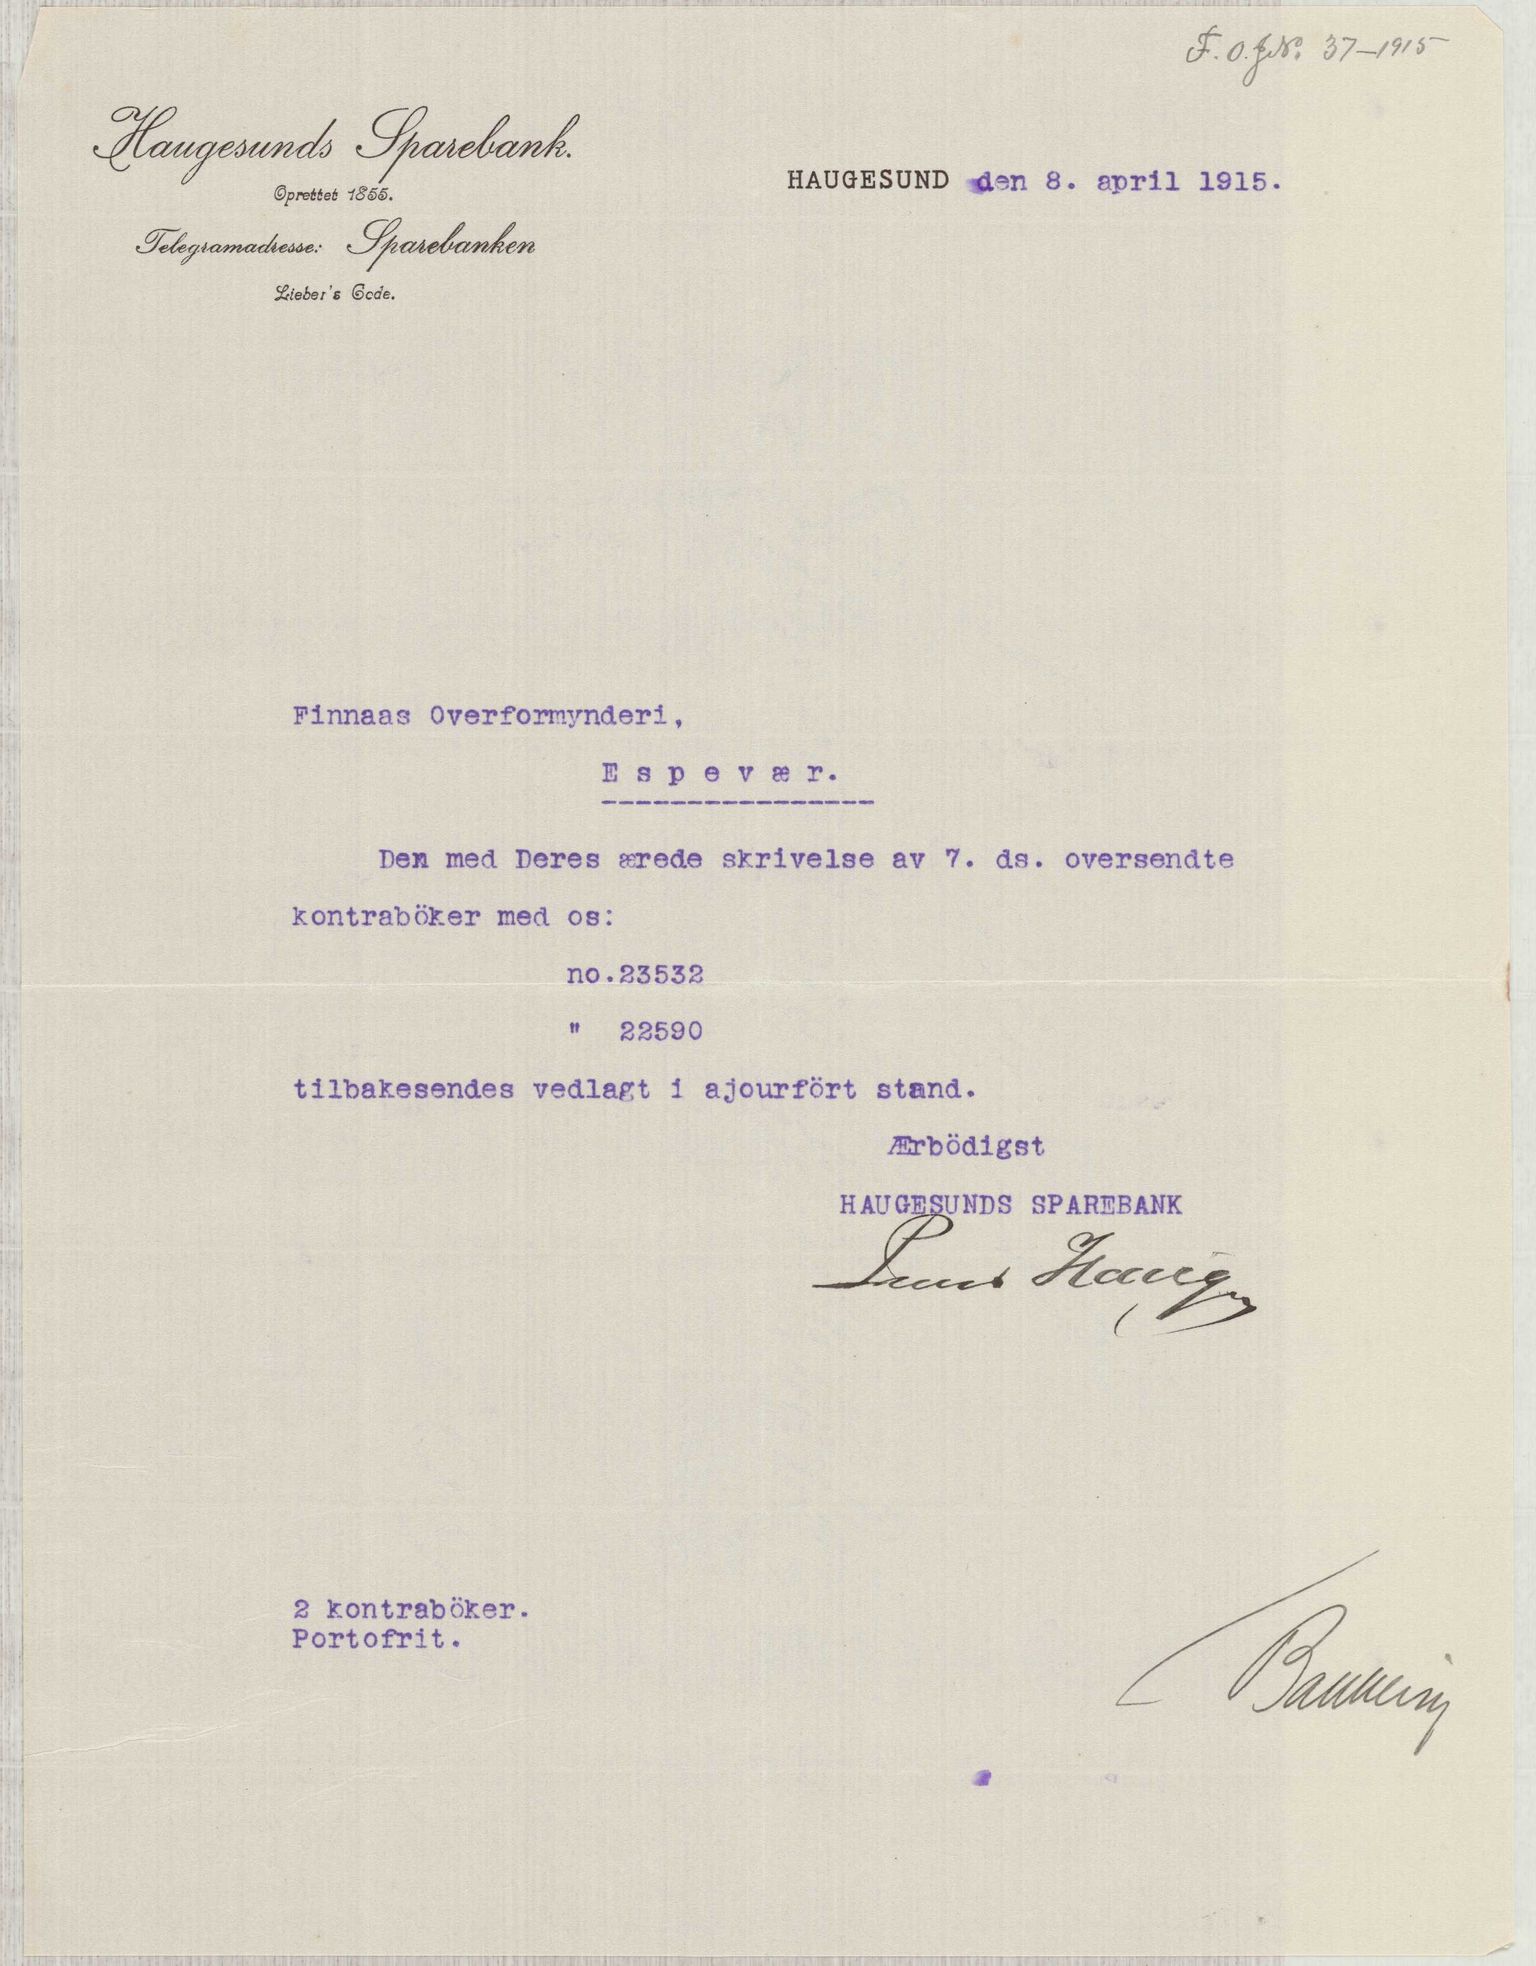 F. O. J.Nº. 37-1915
Haugesunds Sparebank.
Oprettet 1855.
Telegramadresse: Sparebanken
Lieber's Code.
HAUGESUND den 8. april 1915.
Finnaas Overformynderi,
Espevær.
Den med Deres ærede skrivelse av 7. ds. oversendte
kontraböker med os:
no.23532
" 22590
tilbakesendes vedlagt i ajourfört stand.
Ærbödigst
HAUGESUNDS SPAREBANK
Haug
2 kontraböker.
Portofrit.